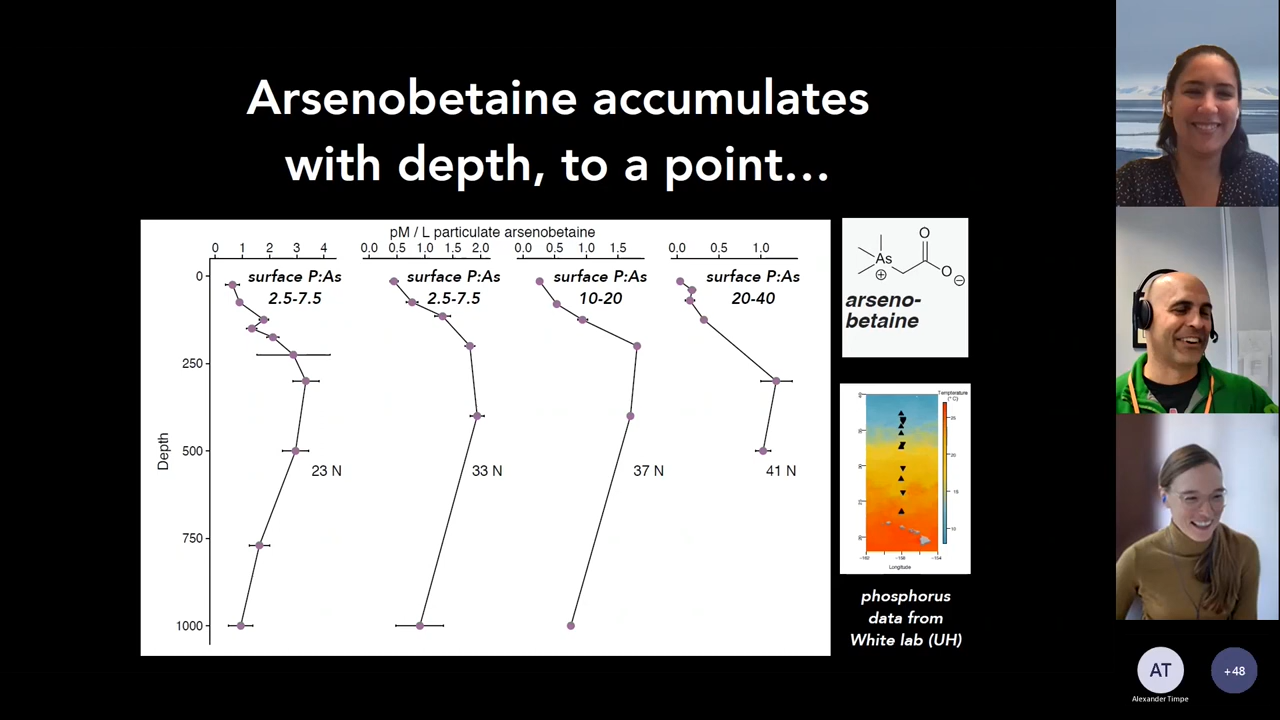 Arsenobetaine accumulates
with depth, to a point...
pM / L particulate arsenobetaine
0 1 2 3 4
0.0 0.5 1.0 1.5 2.0
0.0 0.5 1.0 1.5
0.0 0.5 1.0
surface P:As
2.5-7.5
surface P:As
2.5-7.5
surface P:As
10-20
surface P:As
20-40
0
250
500
750
1000
Depth
23 N
33 N
37 N
41 N
As
O
O
arseno-
betaine
Temperature
(°C)
Longitude
phosphorus
data from
White lab (UH)
AT
Alexander Timpe
+48